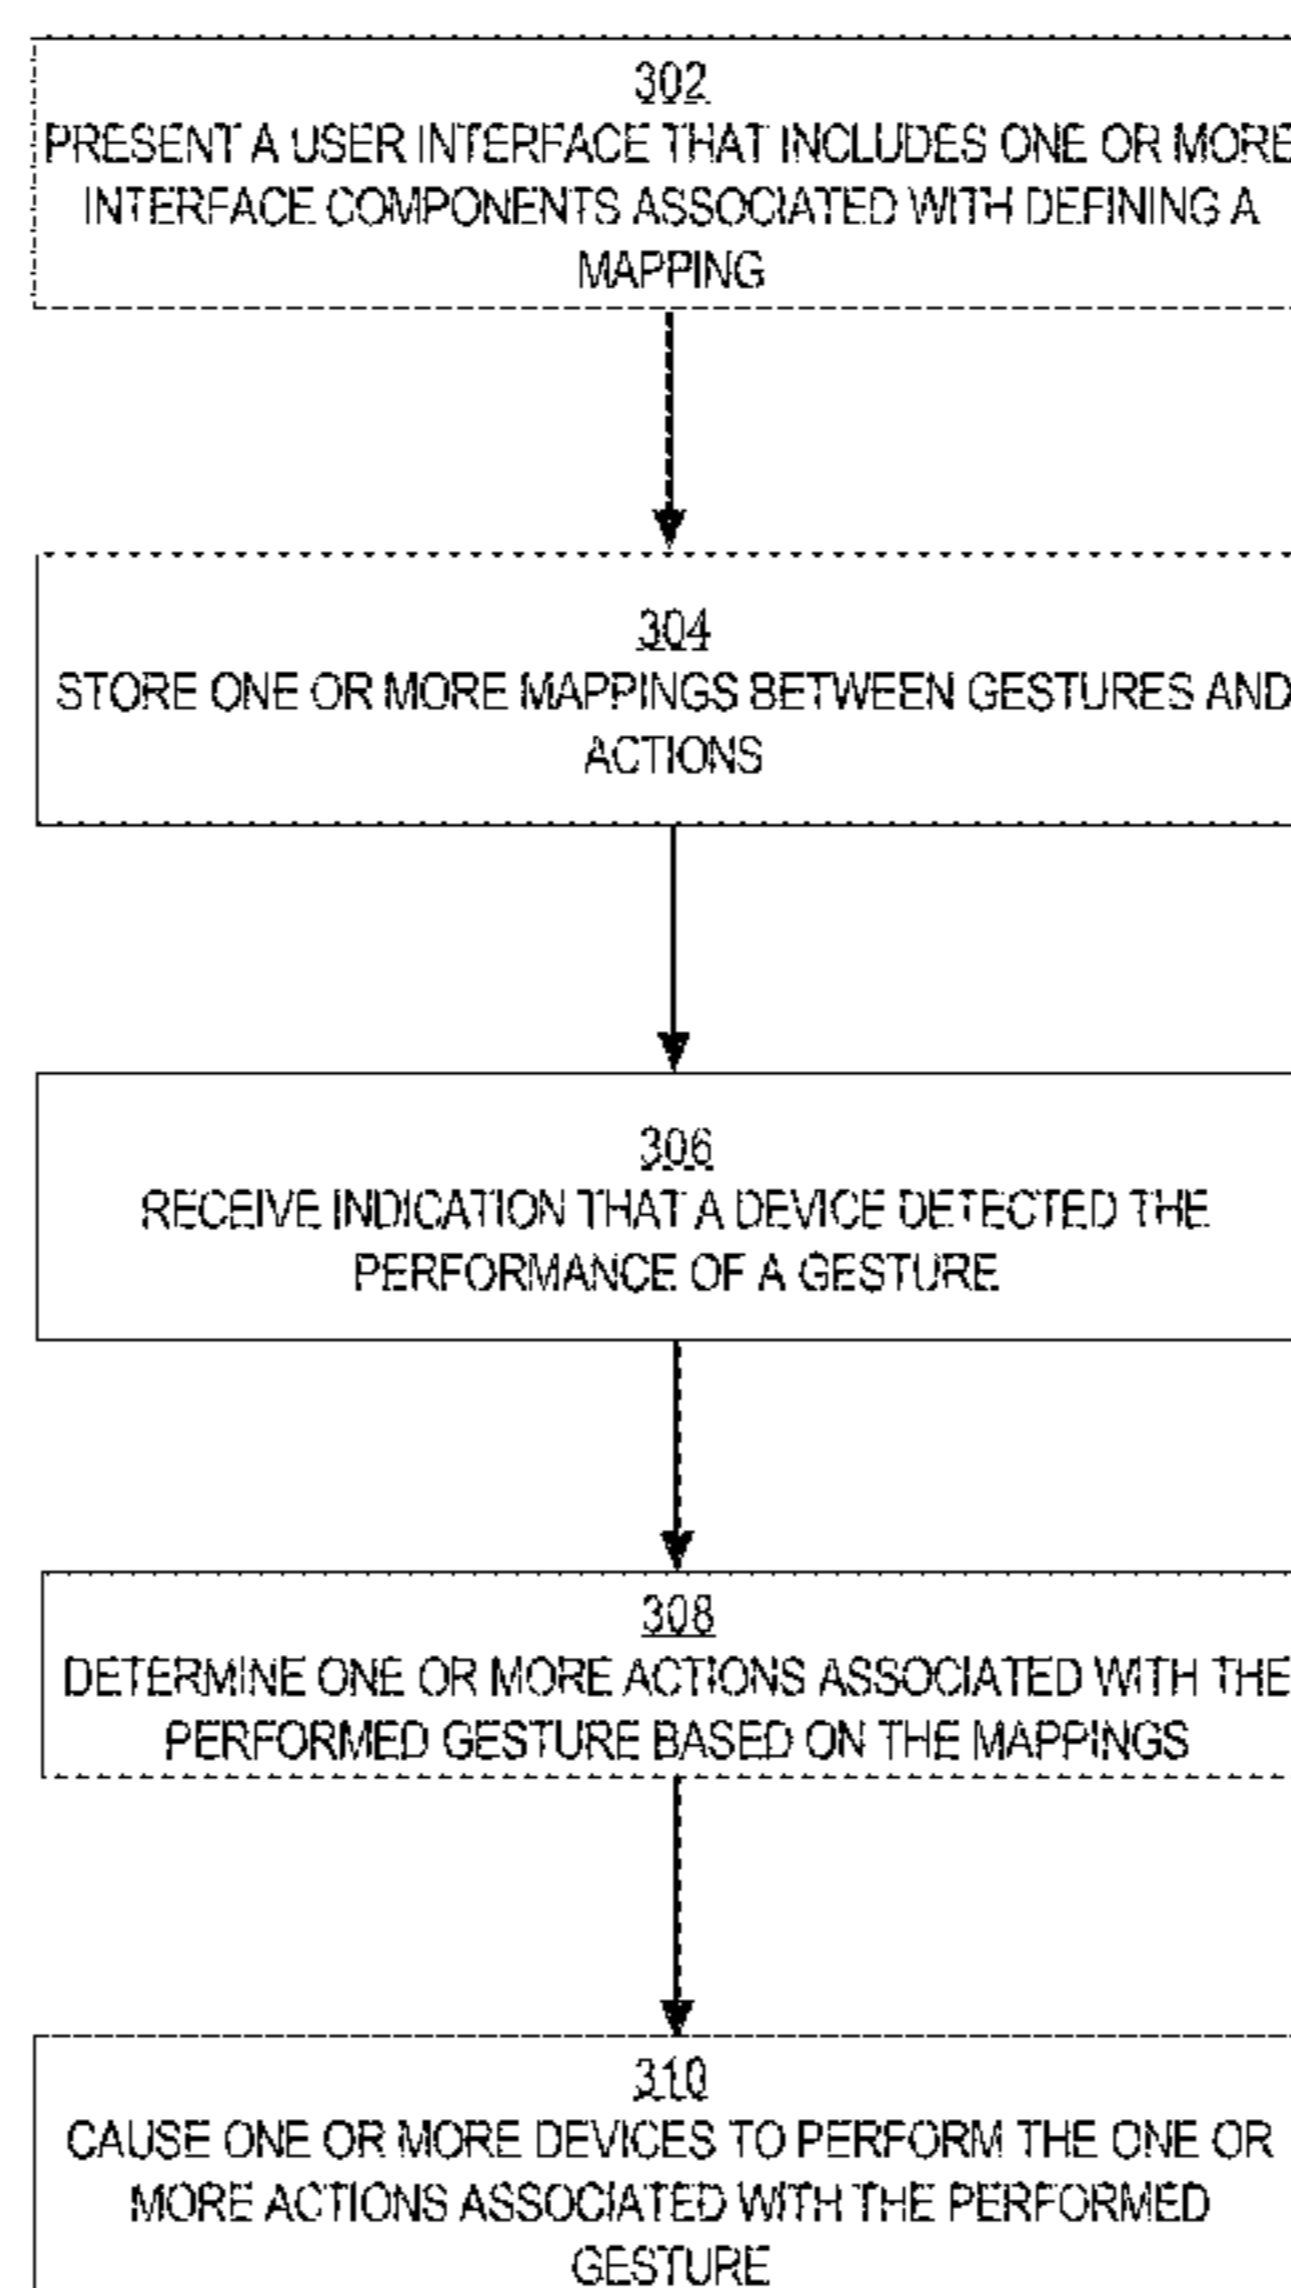 302
PRESENT A USER INTERFACE THAT INCLUDES ONE OR MORE
INTERFACE COMPONENTS ASSOCIATED WITH DEFINING A
MAPPING
304
STORE ONE OR MORE MAPPINGS BETWEEN GESTURES AND
ACTIONS
306
RECEIVE INDICATION THAT A DEVICE DETECTED THE
PERFORMANCE OF A GESTURE
308
DETERMINE ONE OR MORE ACTIONS ASSOCIATED WITH THE
PERFORMED GESTURE BASED ON THE MAPPINGS
310
CAUSE ONE OR MORE DEVICES TO PERFORM THE ONE OR
MORE ACTIONS ASSOCIATED WITH THE PERFORMED
GESTURE